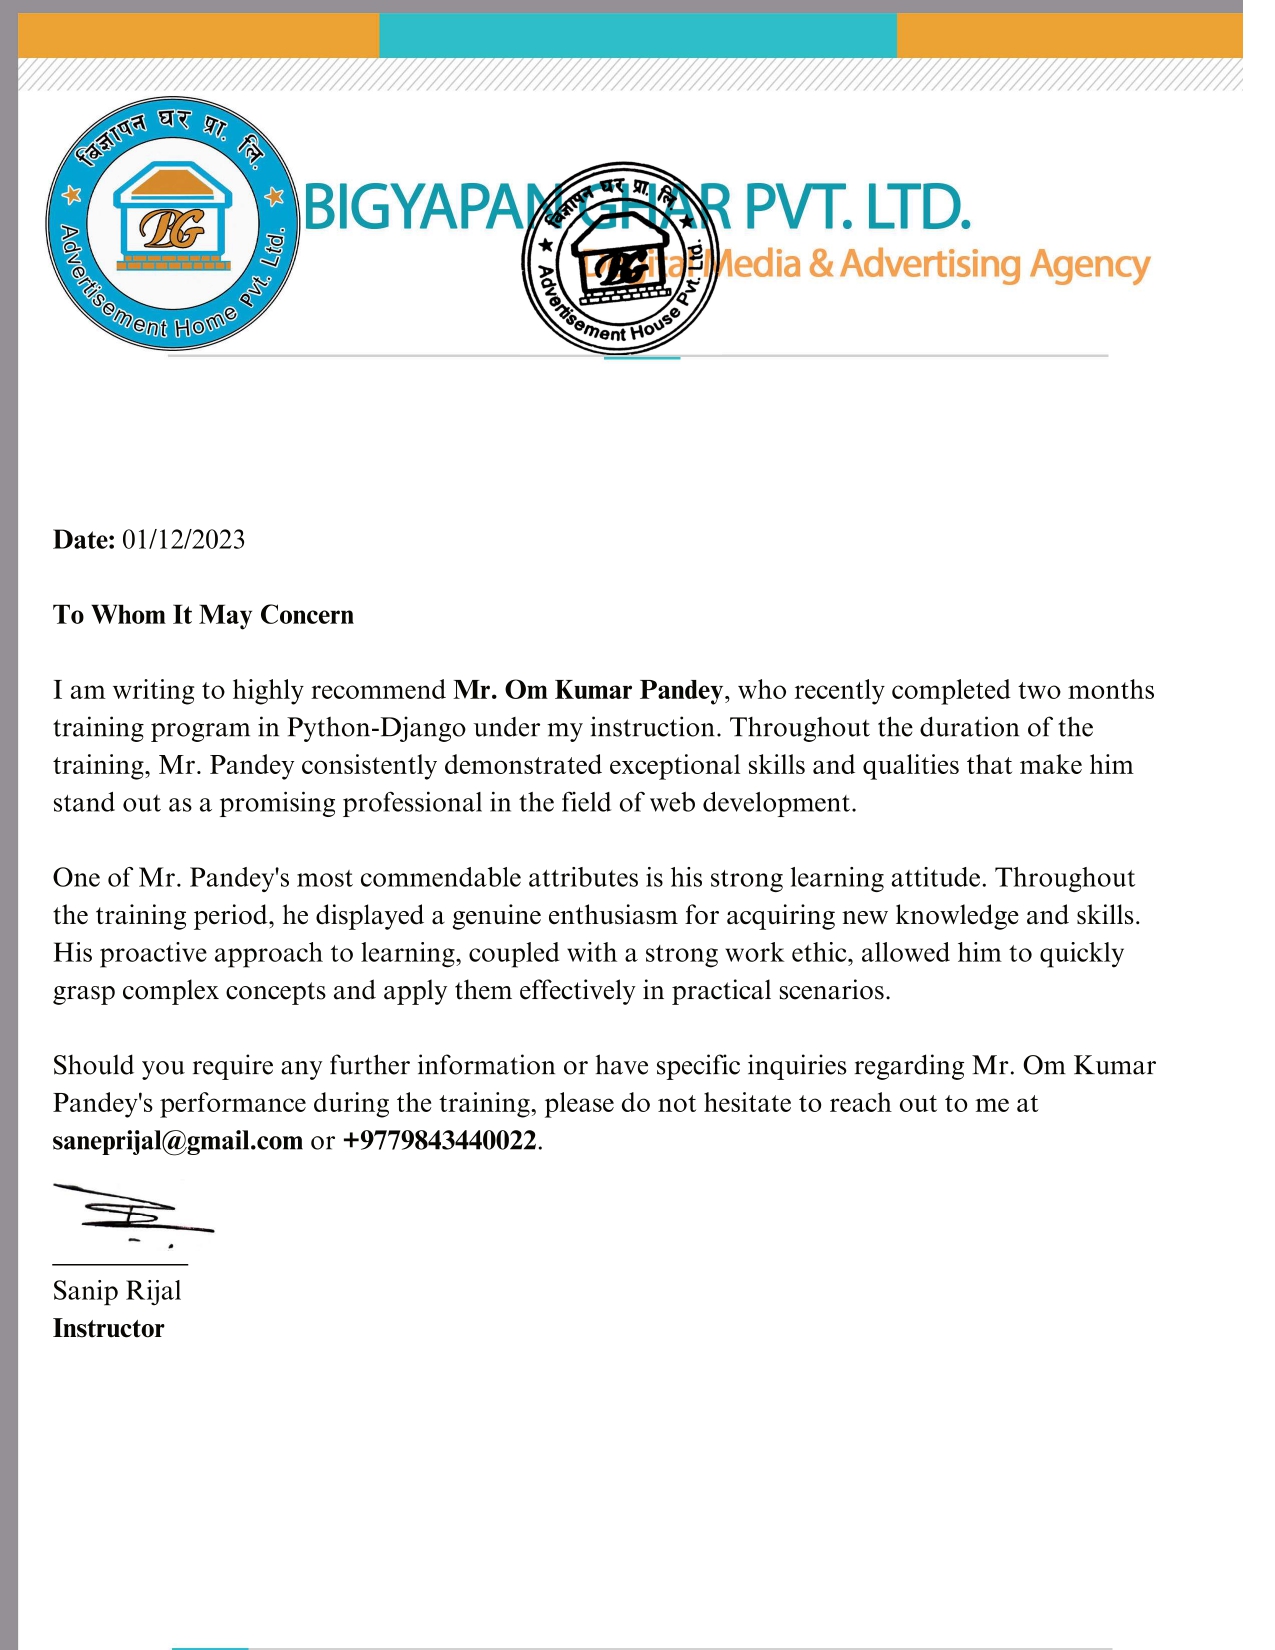 विज्ञापन घर प्रा. लि.
BG
Advertisement Home Pvt. Ltd.
BIGYAPAN GHAR PVT. LTD.
Digital Media & Advertising Agency
विज्ञापन घर प्रा. लि.
BG
Advertisement House Pvt. Ltd.
Date: 01/12/2023
To Whom It May Concern
I am writing to highly recommend Mr. Om Kumar Pandey, who recently completed two months
training program in Python-Django under my instruction. Throughout the duration of the
training, Mr. Pandey consistently demonstrated exceptional skills and qualities that make him
stand out as a promising professional in the field of web development.
One of Mr. Pandey's most commendable attributes is his strong learning attitude. Throughout
the training period, he displayed a genuine enthusiasm for acquiring new knowledge and skills.
His proactive approach to learning, coupled with a strong work ethic, allowed him to quickly
grasp complex concepts and apply them effectively in practical scenarios.
Should you require any further information or have specific inquiries regarding Mr. Om Kumar
Pandey's performance during the training, please do not hesitate to reach out to me at
saneprijal@gmail.com or +9779843440022.
Sanip Rijal
Instructor